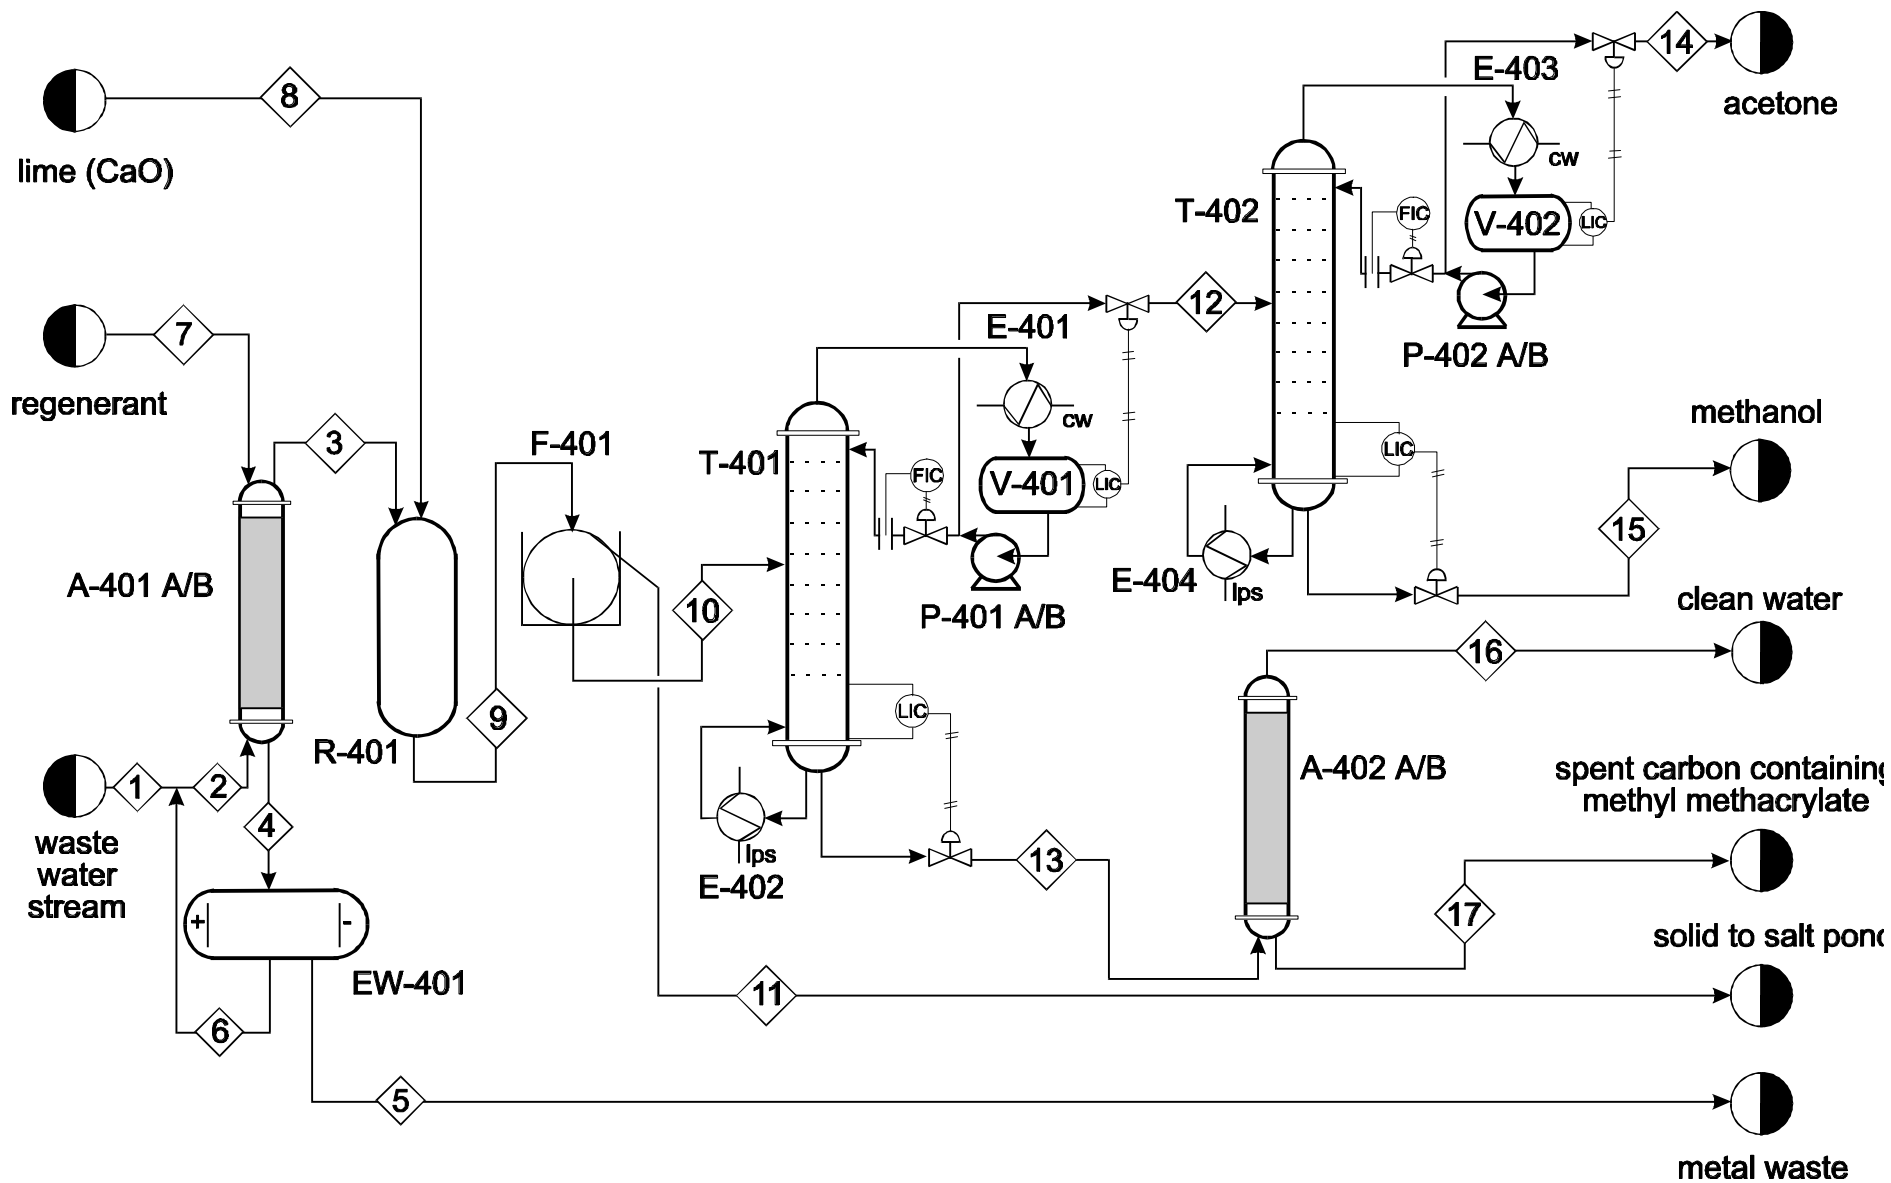 14
E-403
acetone
8
cw
lime (CaO)
T-402
FIC
V-402
LIC
12
E-401
7
P-402 A/B
regenerant
cw
methanol
3
F-401
T-401
LIC
FIC
V-401
LIC
15
A-401 A/B
E-404
lps
10
P-401 A/B
clean water
16
9
LIC
R-401
A-402 A/B
spent carbon containing
methyl methacrylate
1
2
4
waste
water
stream
lps
E-402
13
17
+
-
EW-401
solid to salt pond
11
6
5
metal waste